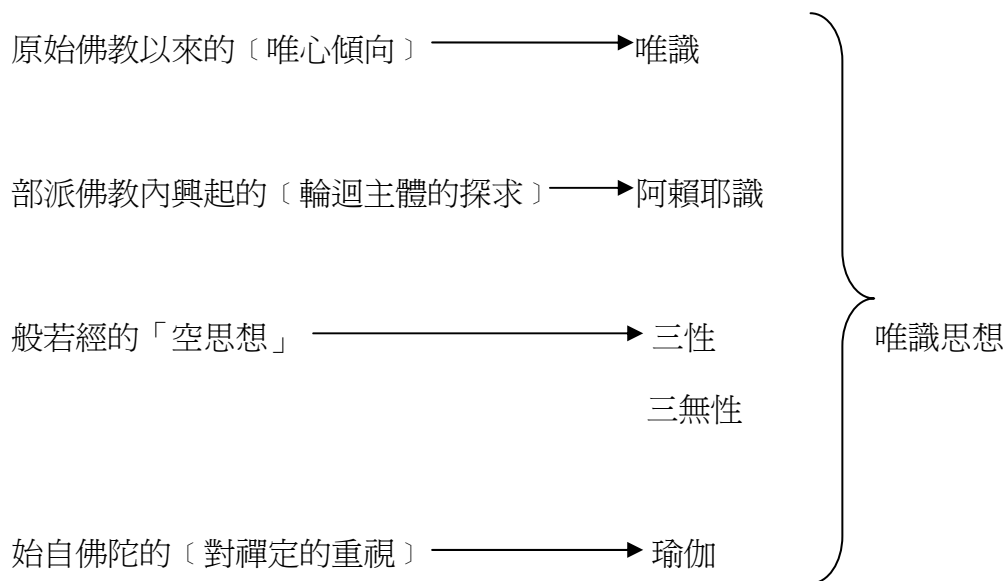 原始佛教以來的﹝唯心傾向﹞ 唯識
部派佛教內興起的﹝輪迴主體的探求﹞ 阿賴耶識
般若經的「空思想」 三性 唯識思想
三無性
始自佛陀的﹝對禪定的重視﹞ 瑜伽